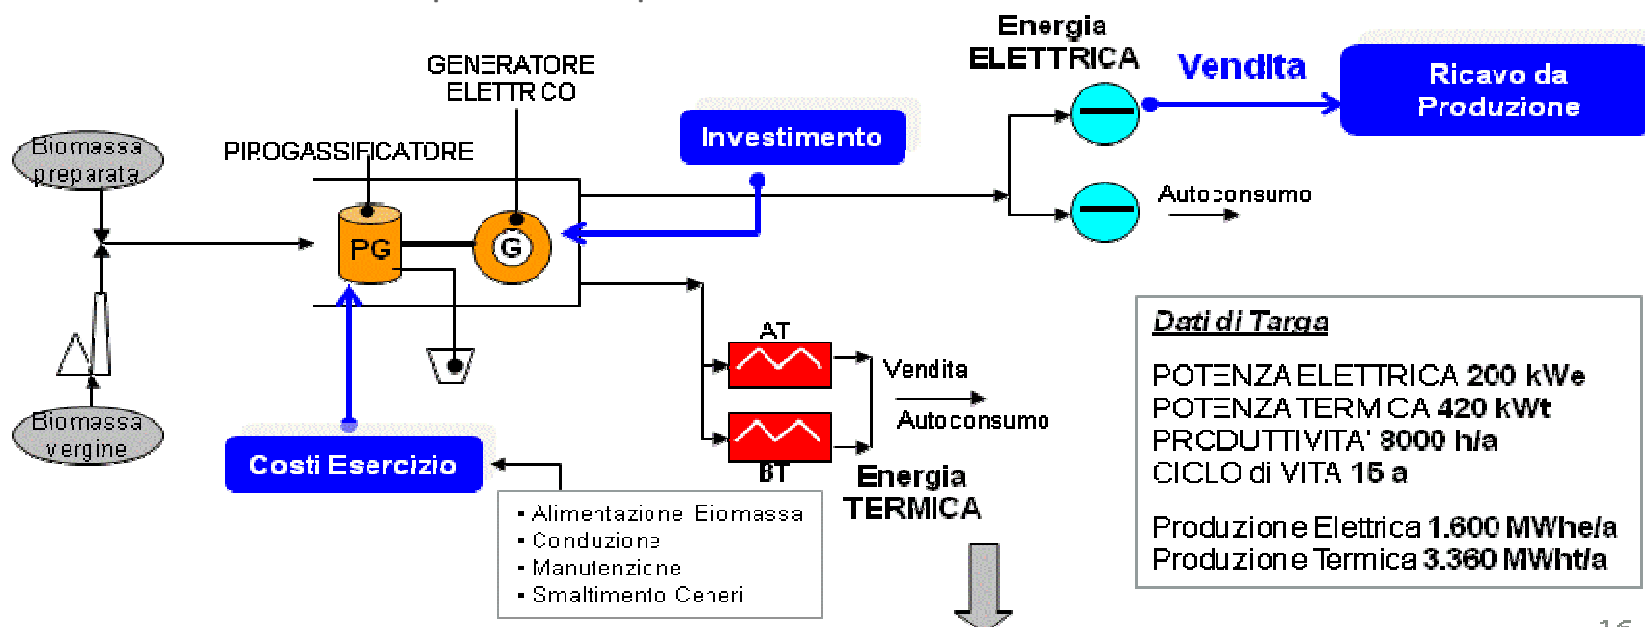 Energia
ELETTRICA
Vendita
Ricavo da
Produzione
GENERATORE
ELETTRICO
Investimento
Biomassa
preparata
PIROGASSIFICATORE
Autoconsumo
PG
G
Dati di Targa
POTENZA ELETTRICA 200 kWe
POTENZA TERMICA 420 kWt
PRODUTTIVITA' 8000 h/a
CICLO di VITA 15 a
Produzione Elettrica 1.600 MWhe/a
Produzione Termica 3.360 MWht/a
AT
Vendita
Autoconsumo
BT
Energia
TERMICA
Biomassa
vergine
Costi Esercizio
▪ Alimentazione Biomassa
▪ Conduzione
▪ Manutenzione
▪ Smaltimento Ceneri